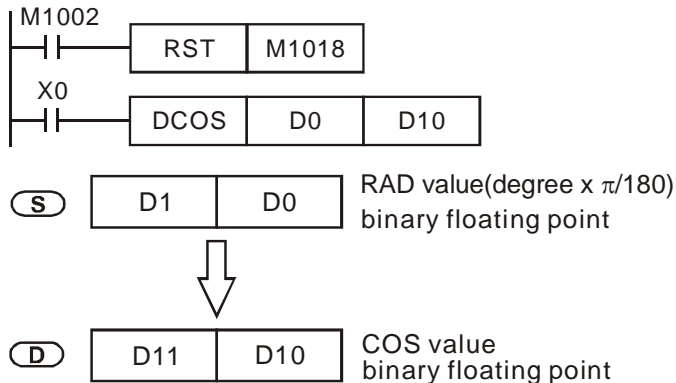 M1002
RST M1018
X0
DCOS D0 D10
S D1 D0 RAD value(degree x π/180)
binary floating point
D D11 D10 COS value
binary floating point